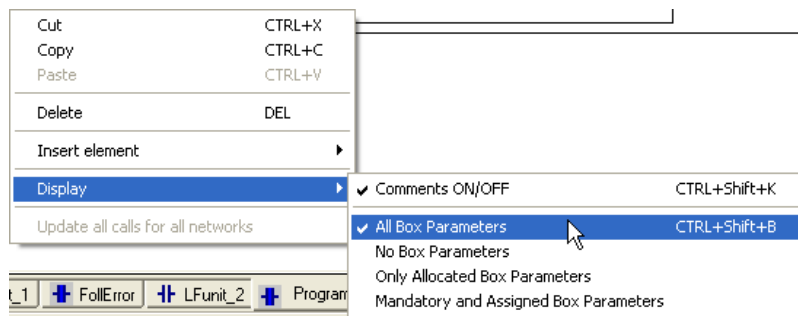 Cut CTRL+X
Copy CTRL+C
Paste CTRL+V
Delete DEL
Insert element
Display
Comments ON/OFF CTRL+Shift+K
Update all calls for all networks
All Box Parameters CTRL+Shift+B
No Box Parameters
Only Allocated Box Parameters
Mandatory and Assigned Box Parameters
t_1 FollError LFunit_2 Program